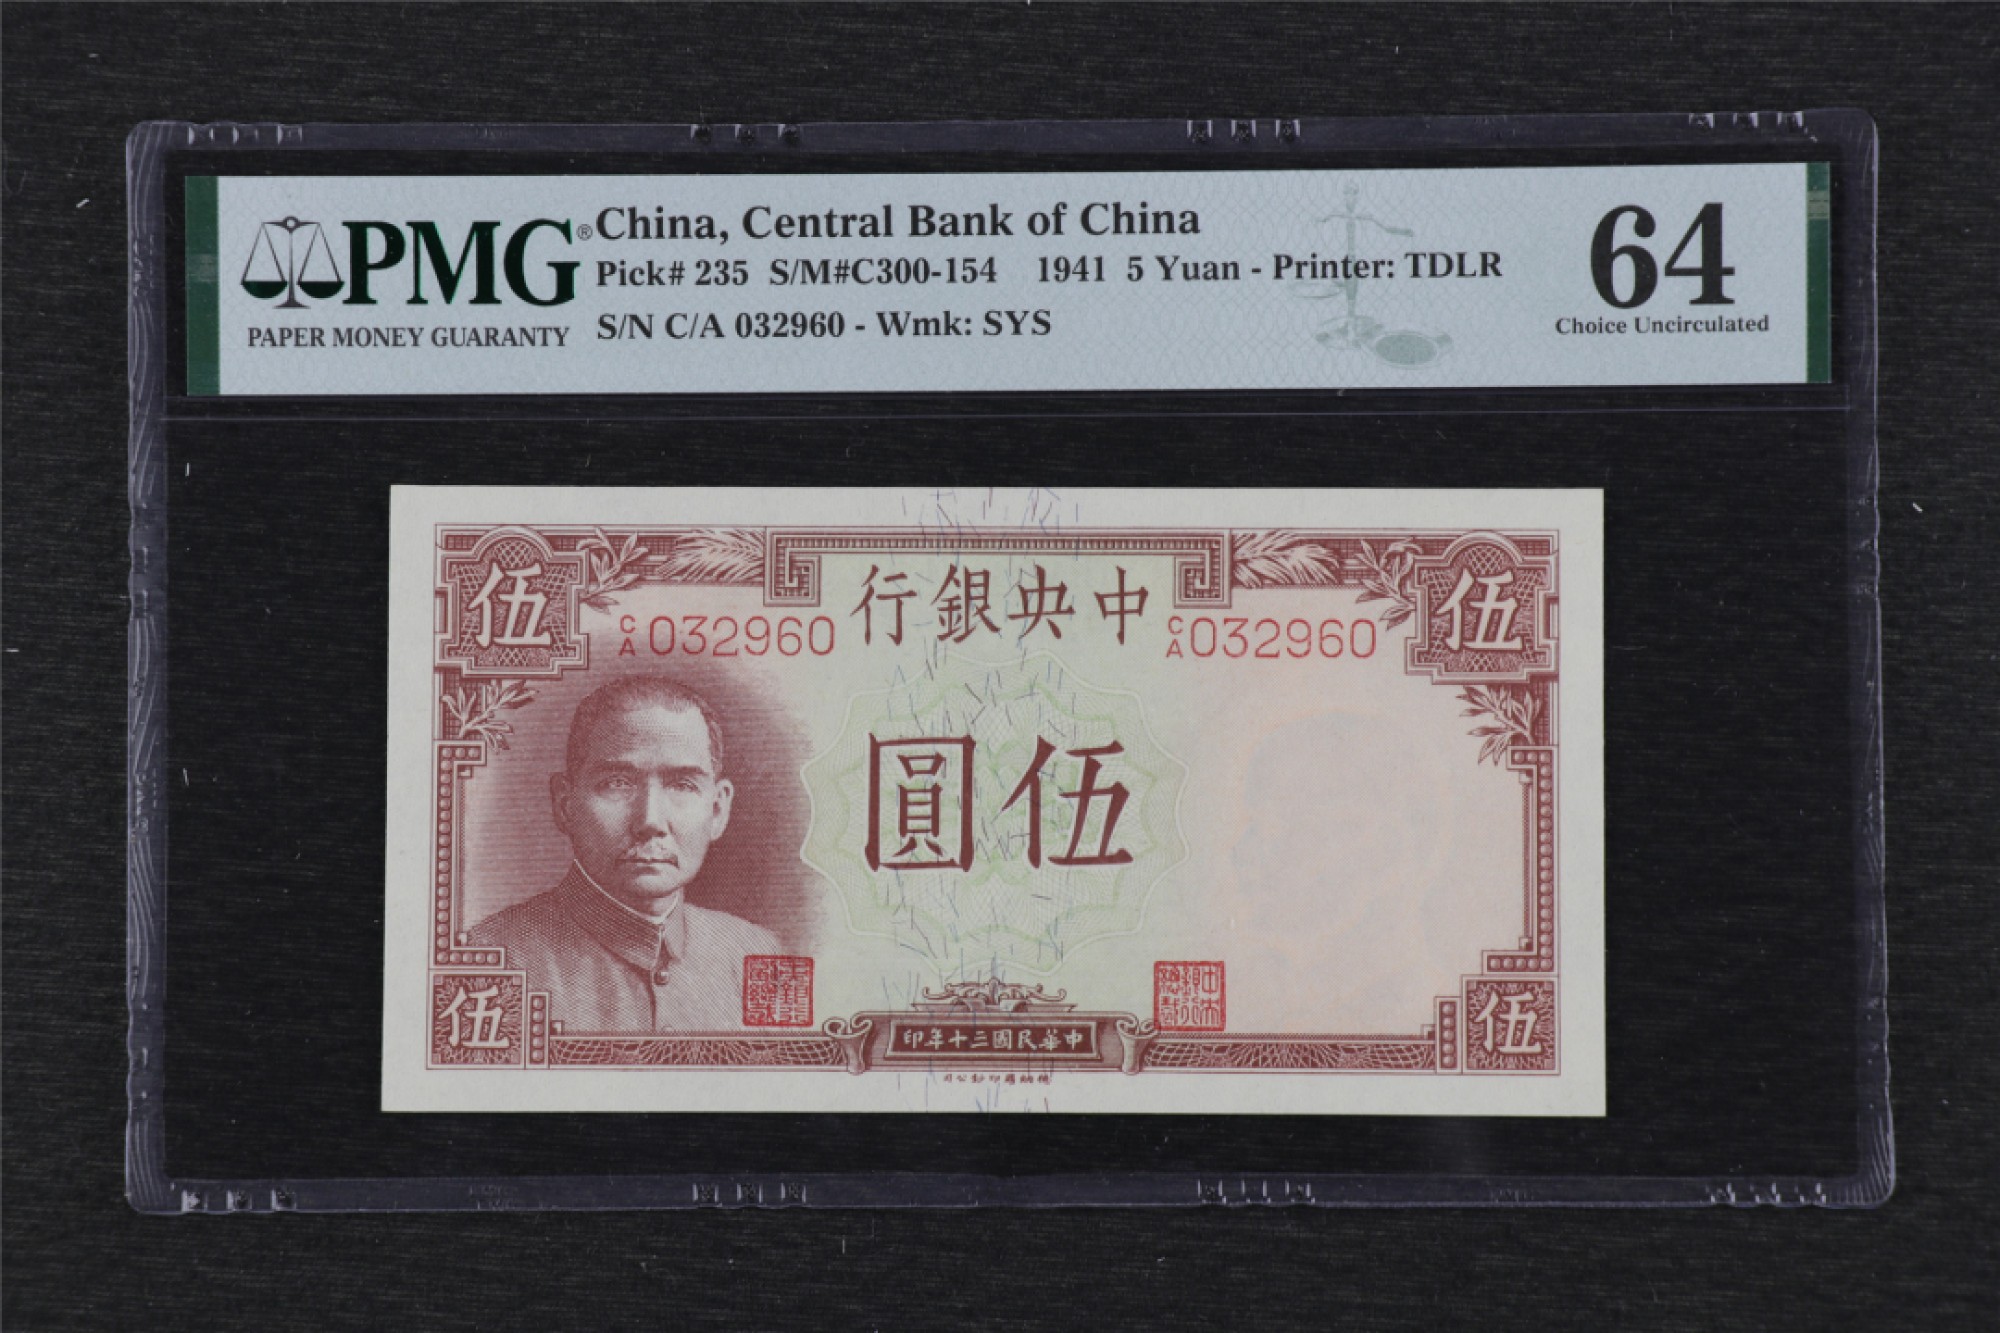 PMG®
PAPER MONEY GUARANTY
China, Central Bank of China
Pick# 235 S/M#C300-154 1941 5 Yuan - Printer: TDLR
S/N C/A 032960 - Wmk: SYS
64
Choice Uncirculated
伍
行銀央中
伍
C/A 032960
C/A 032960
圓伍
印年十三國民華中
伍
伍